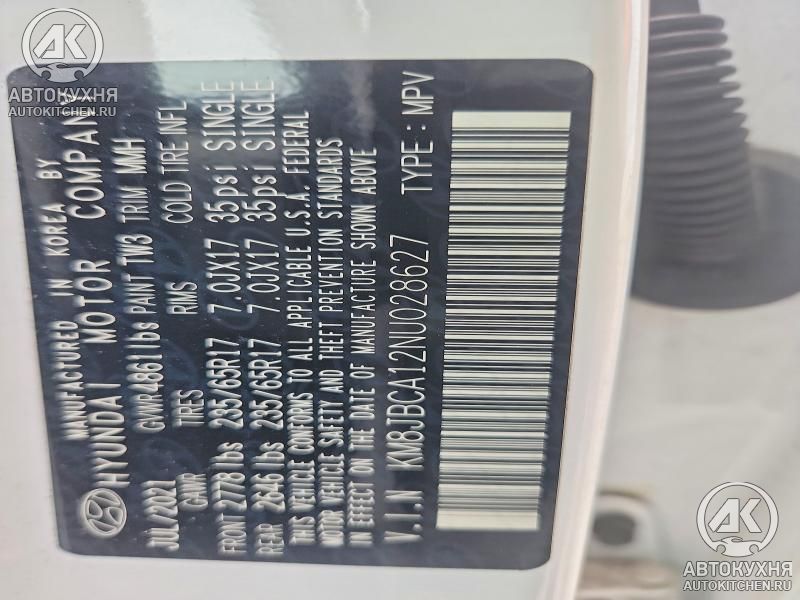 MANUFACTURED IN KOREA BY
HYUNDAI MOTOR COMPANY
JUL/2021 GVWR4861lbs PAINT TW3 TRIM MMH
GAWR TIRES RIMS COLD TIRE INFL
FRONT 2778 lbs 235/65R17 7.0JX17 35psi SINGLE
REAR 2646 lbs 235/65R17 7.0JX17 35psi SINGLE
THIS VEHICLE CONFORMS TO ALL APPLICABLE U.S.A. FEDERAL
MOTOR VEHICLE SAFETY AND THEFT PREVENTION STANDARDS
IN EFFECT ON THE DATE OF MANUFACTURE SHOWN ABOVE
V.I.N KM8JBCA12NU028627 TYPE : MPV
АК
АВТОКУХНЯ
AUTOKITCHEN.RU
АК
АВТОКУХНЯ
AUTOKITCHEN.RU